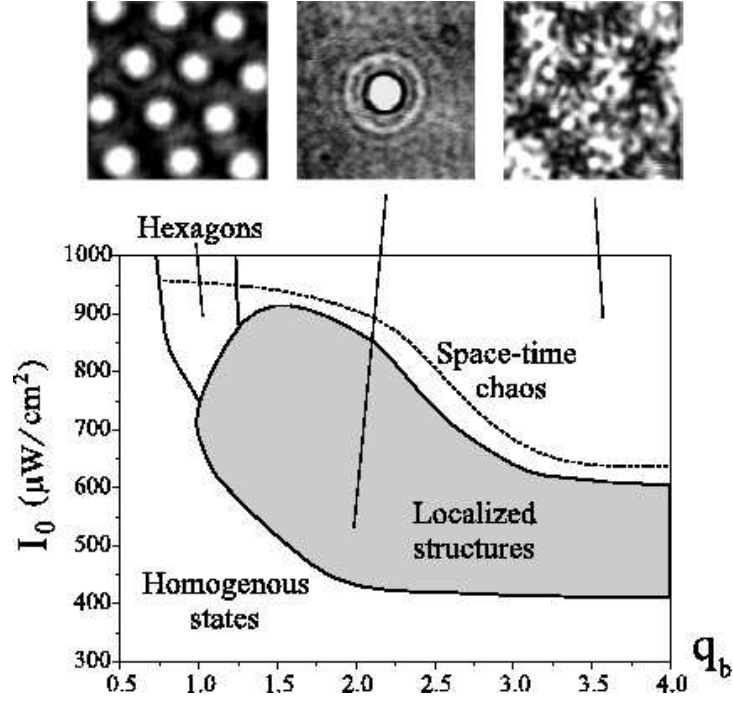 Hexagons
1000
900
800
700
600
500
400
300
I₀ (μW/cm²)
Space-time
chaos
Localized
structures
Homogenous
states
0.5 1.0 1.5 2.0 2.5 3.0 3.5 4.0
q_b